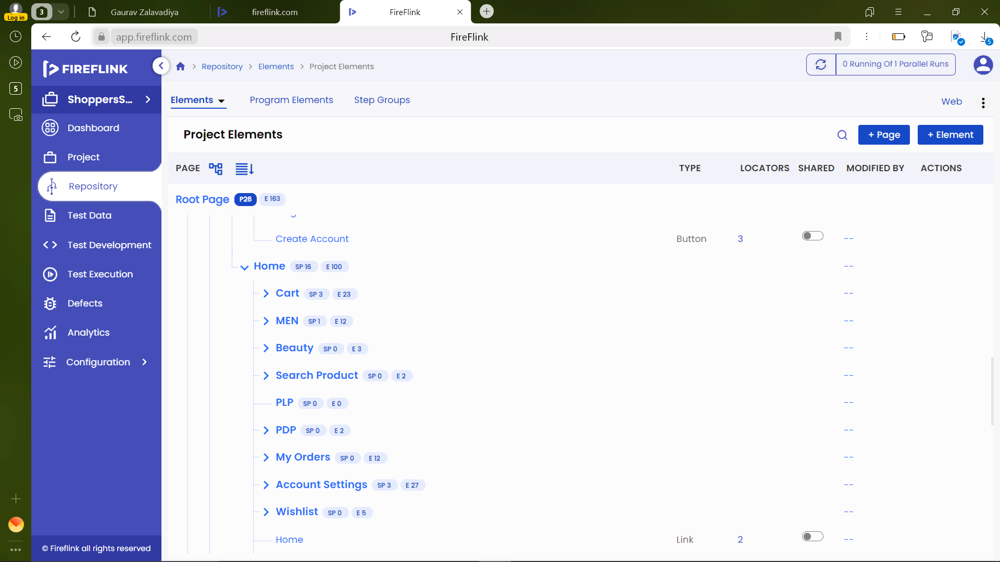 Log in
3
Gaurav Zalavadiya
fireflink.com
FireFlink
app.fireflink.com
FireFlink
5
5
FIREFLINK
Repository
Elements
Project Elements
0 Running Of 1 Parallel Runs
ShoppersS...
Elements
Program Elements
Step Groups
Web
Dashboard
Project Elements
+ Page
+ Element
Project
PAGE
TYPE
LOCATORS
SHARED
MODIFIED BY
ACTIONS
Repository
Root Page P26 E 163
Test Data
Create Account Button 3 --
Test Development
Home SP 16 E 100 --
Test Execution
Cart SP 3 E 23 --
Defects
MEN SP 1 E 12 --
Analytics
Beauty SP 0 E 3 --
Configuration
Search Product SP 0 E 2 --
PLP SP 0 E 0 --
PDP SP 0 E 2 --
My Orders SP 0 E 12 --
Account Settings SP 3 E 27 --
Wishlist SP 0 E 5 --
Home Link 2 --
© Fireflink all rights reserved